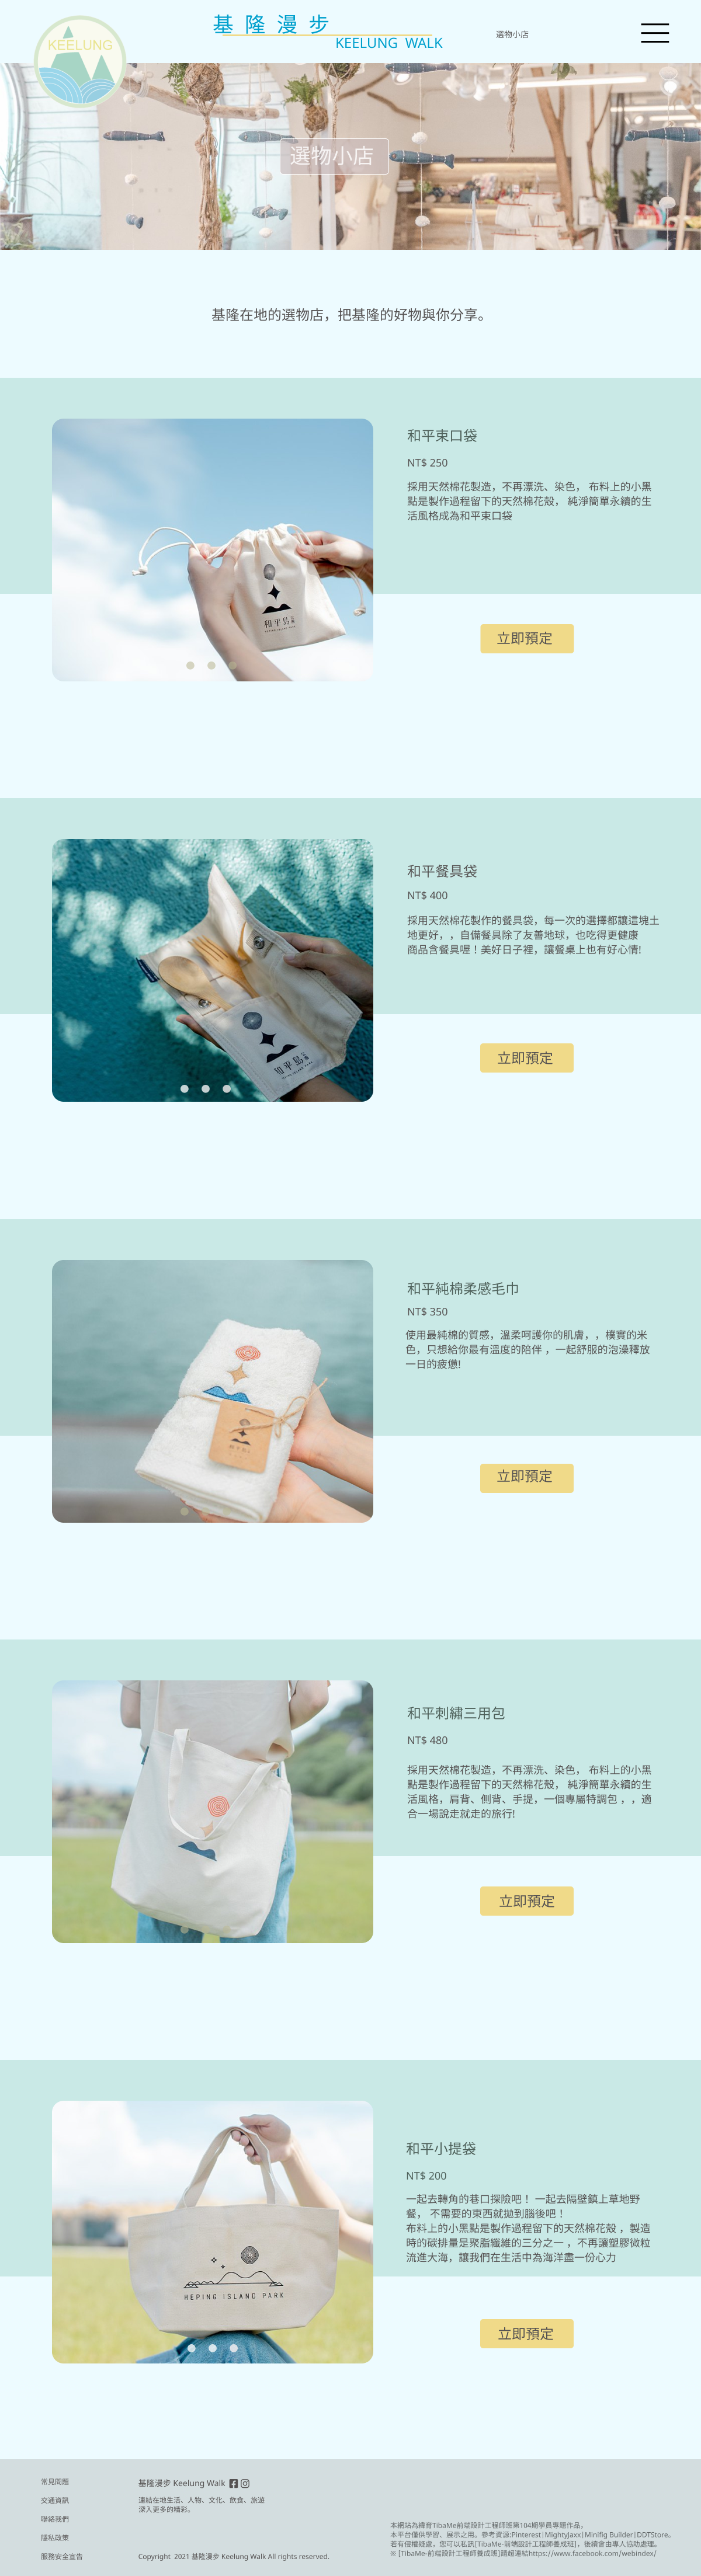 KEELUNG
基隆漫步
KEELUNG WALK
選物小店
選物小店
基隆在地的選物店，把基隆的好物與你分享。
和平束口袋
NT$ 250
採用天然棉花製造，不再漂洗、染色， 布料上的小黑
點是製作過程留下的天然棉花殼， 純淨簡單永續的生
活風格成為和平束口袋
和平島
立即預定
和平餐具袋
NT$ 400
採用天然棉花製作的餐具袋，每一次的選擇都讓這塊土
地更好，，自備餐具除了友善地球，也吃得更健康
商品含餐具喔！美好日子裡，讓餐桌上也有好心情!
和平島
立即預定
和平純棉柔感毛巾
NT$ 350
使用最純棉的質感，溫柔呵護你的肌膚，，樸實的米
色，只想給你最有溫度的陪伴 ，一起舒服的泡澡釋放
一日的疲憊!
立即預定
和平刺繡三用包
NT$ 480
採用天然棉花製造，不再漂洗、染色， 布料上的小黑
點是製作過程留下的天然棉花殼， 純淨簡單永續的生
活風格，肩背、側背、手提，一個專屬特調包 ，，適
合一場說走就走的旅行!
立即預定
和平小提袋
NT$ 200
一起去轉角的巷口探險吧！ 一起去隔壁鎮上草地野
餐， 不需要的東西就拋到腦後吧！
布料上的小黑點是製作過程留下的天然棉花殼 ，製造
時的碳排量是聚脂纖維的三分之一 ，不再讓塑膠微粒
流進大海，讓我們在生活中為海洋盡一份心力
HEPING ISLAND PARK
立即預定
常見問題
交通資訊
聯絡我們
隱私政策
服務安全宣告
基隆漫步 Keelung Walk
連結在地生活、人物、文化、飲食、旅遊
深入更多的精彩。
Copyright 2021 基隆漫步 Keelung Walk All rights reserved.
本網站為緯育TibaMe前端設計工程師班第104期學員專題作品，
本平台僅供學習、展示之用。參考資源:Pinterest|MightyJaxx|Minifig Builder|DDTStore。
若有侵權疑慮，您可以私訊[TibaMe-前端設計工程師養成班]，後續會由專人協助處理。
※ [TibaMe-前端設計工程師養成班]請超連結https://www.facebook.com/webindex/